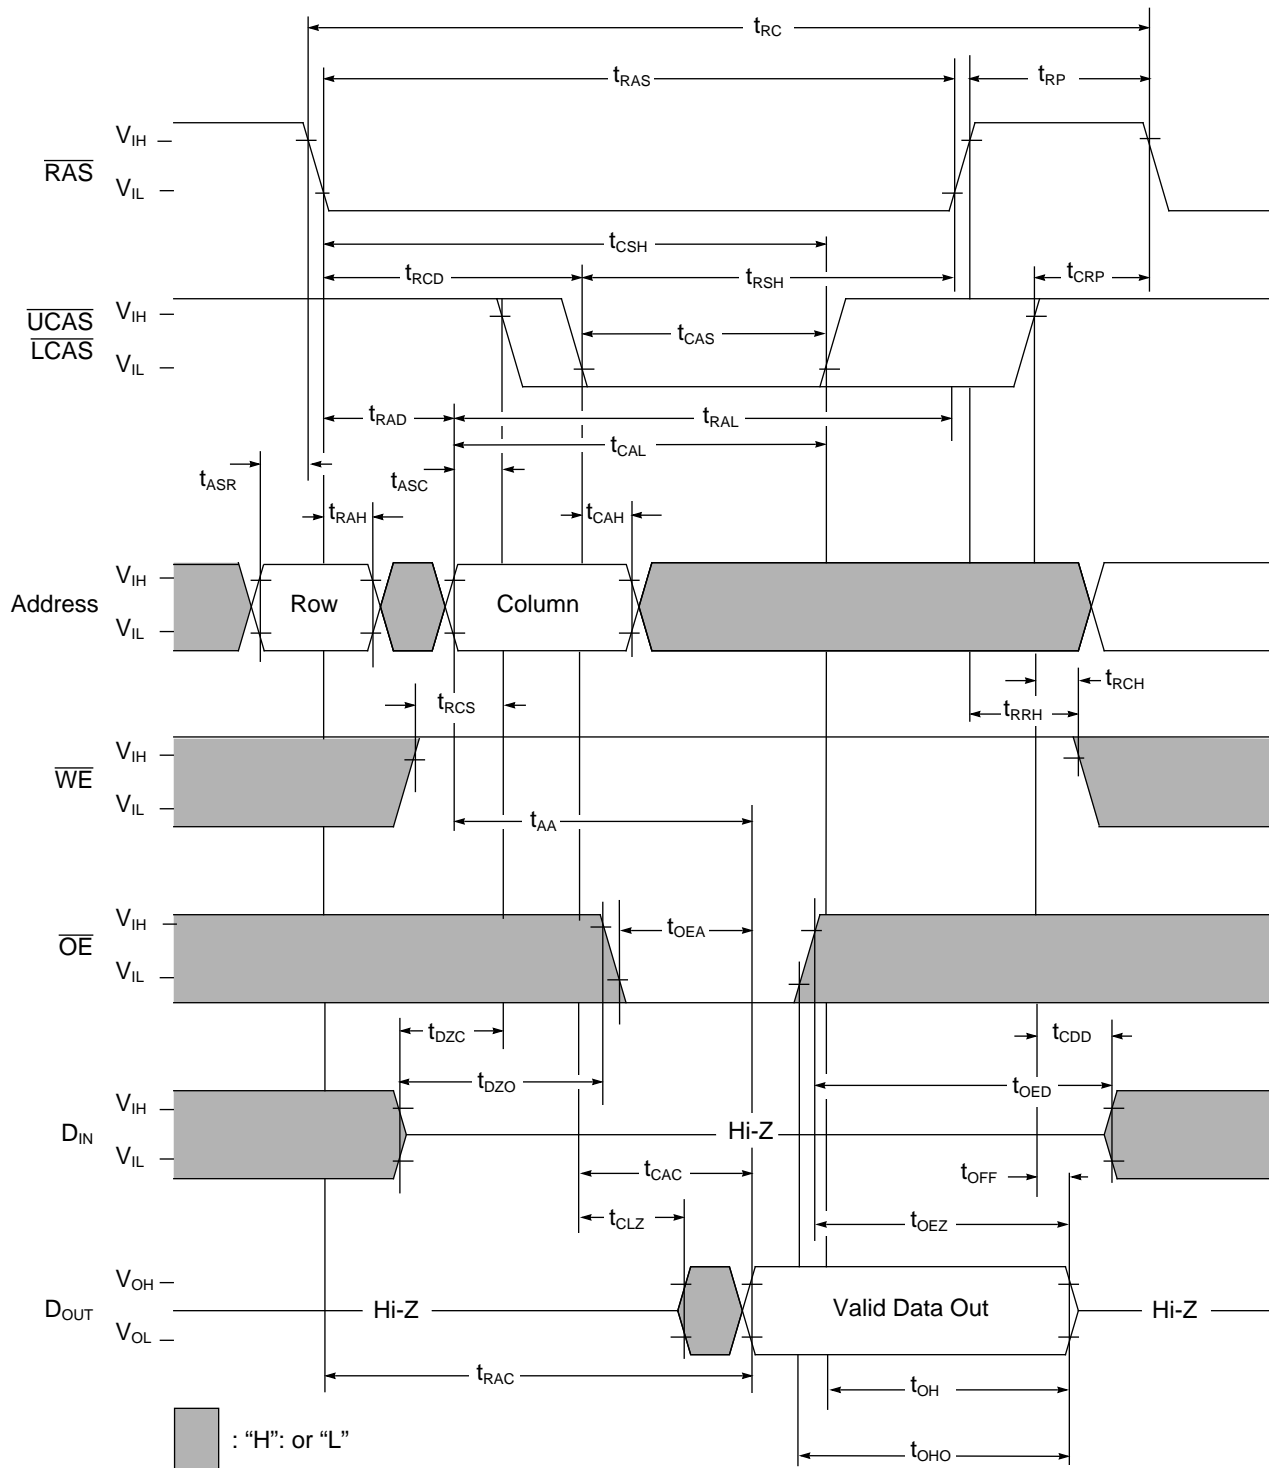 tRC
tRAS
tRP
VIH
RAS
VIL
tCSH
tRCD
tRSH
tCRP
VIH
UCAS
LCAS
tCAS
VIL
tRAD
tRAL
tCAL
tASR
tASC
tRAH
tCAH
VIH
Address
Row
Column
VIL
tRCH
tRCS
tRRH
VIH
WE
VIL
tAA
VIH
OE
tOEA
VIL
tDZC
tCDD
tDZO
tOED
VIH
DIN
Hi-Z
VIL
tCAC
tOFF
tCLZ
tOEZ
VOH
DOUT
Hi-Z
Valid Data Out
Hi-Z
VOL
tRAC
tOH
: “H”: or “L”
tOHO